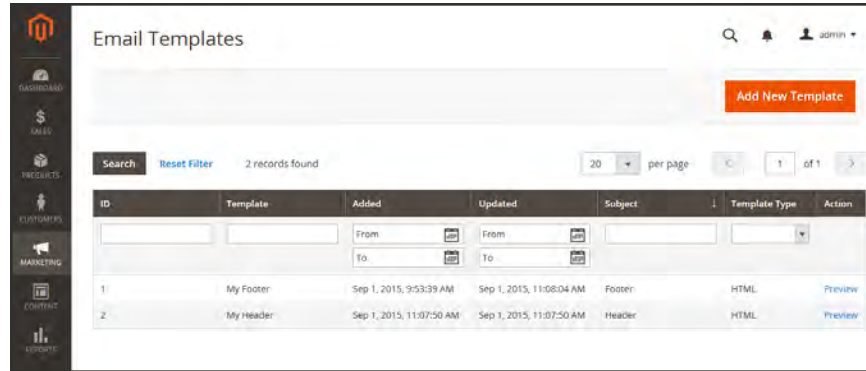 Email Templates
admin
DASHBOARD
Add New Template
SALES
Search Reset Filter 2 records found 20 per page 1 of 1
PRODUCTS
ID Template Added Updated Subject ↓ Template Type Action
CUSTOMERS
From From
To To
MARKETING
1 My Footer Sep 1, 2015, 9:53:39 AM Sep 1, 2015, 11:08:04 AM Footer HTML Preview
CONTENT
2 My Header Sep 1, 2015, 11:07:50 AM Sep 1, 2015, 11:07:50 AM Header HTML Preview
REPORTS